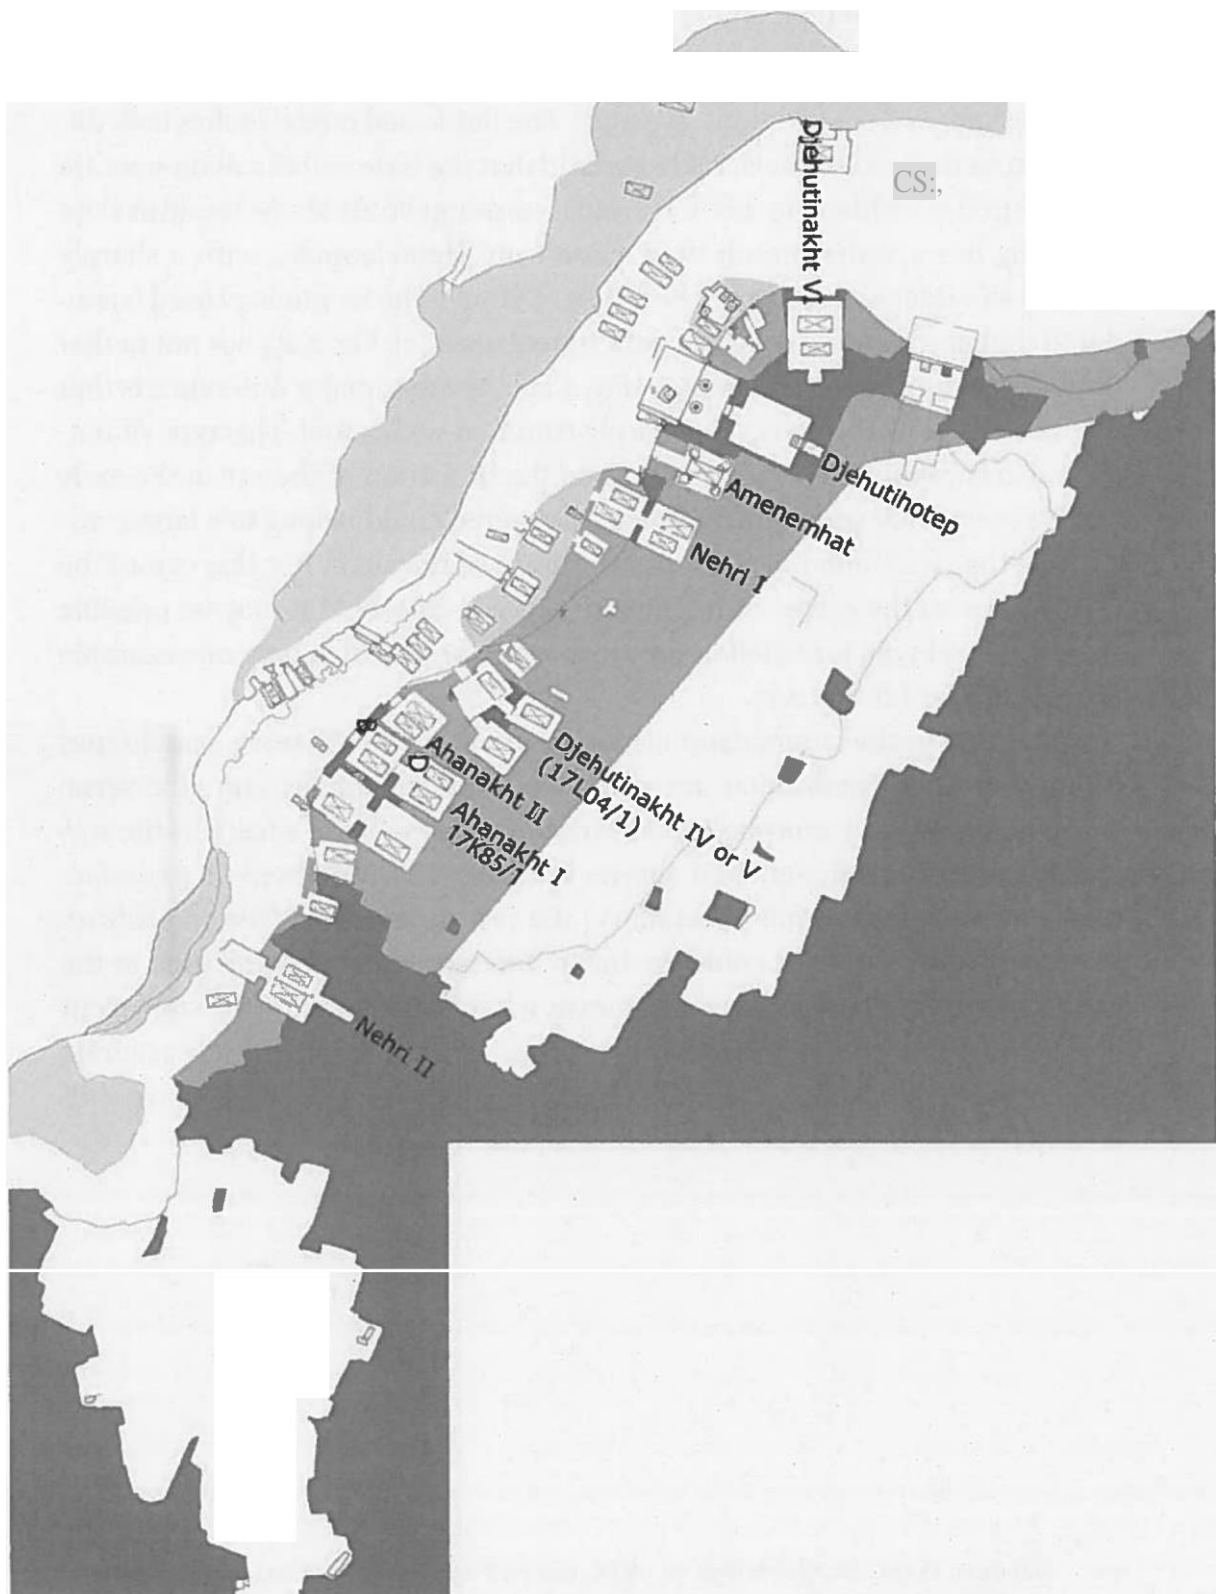 Djehutinakht VI
CS:,
Djehutihotep
Amenemhat
Nehri I
Djehutinakht IV or V
(17L04/1)
Ahanakht II
Ahanakht I
17K85/1
Nehri II